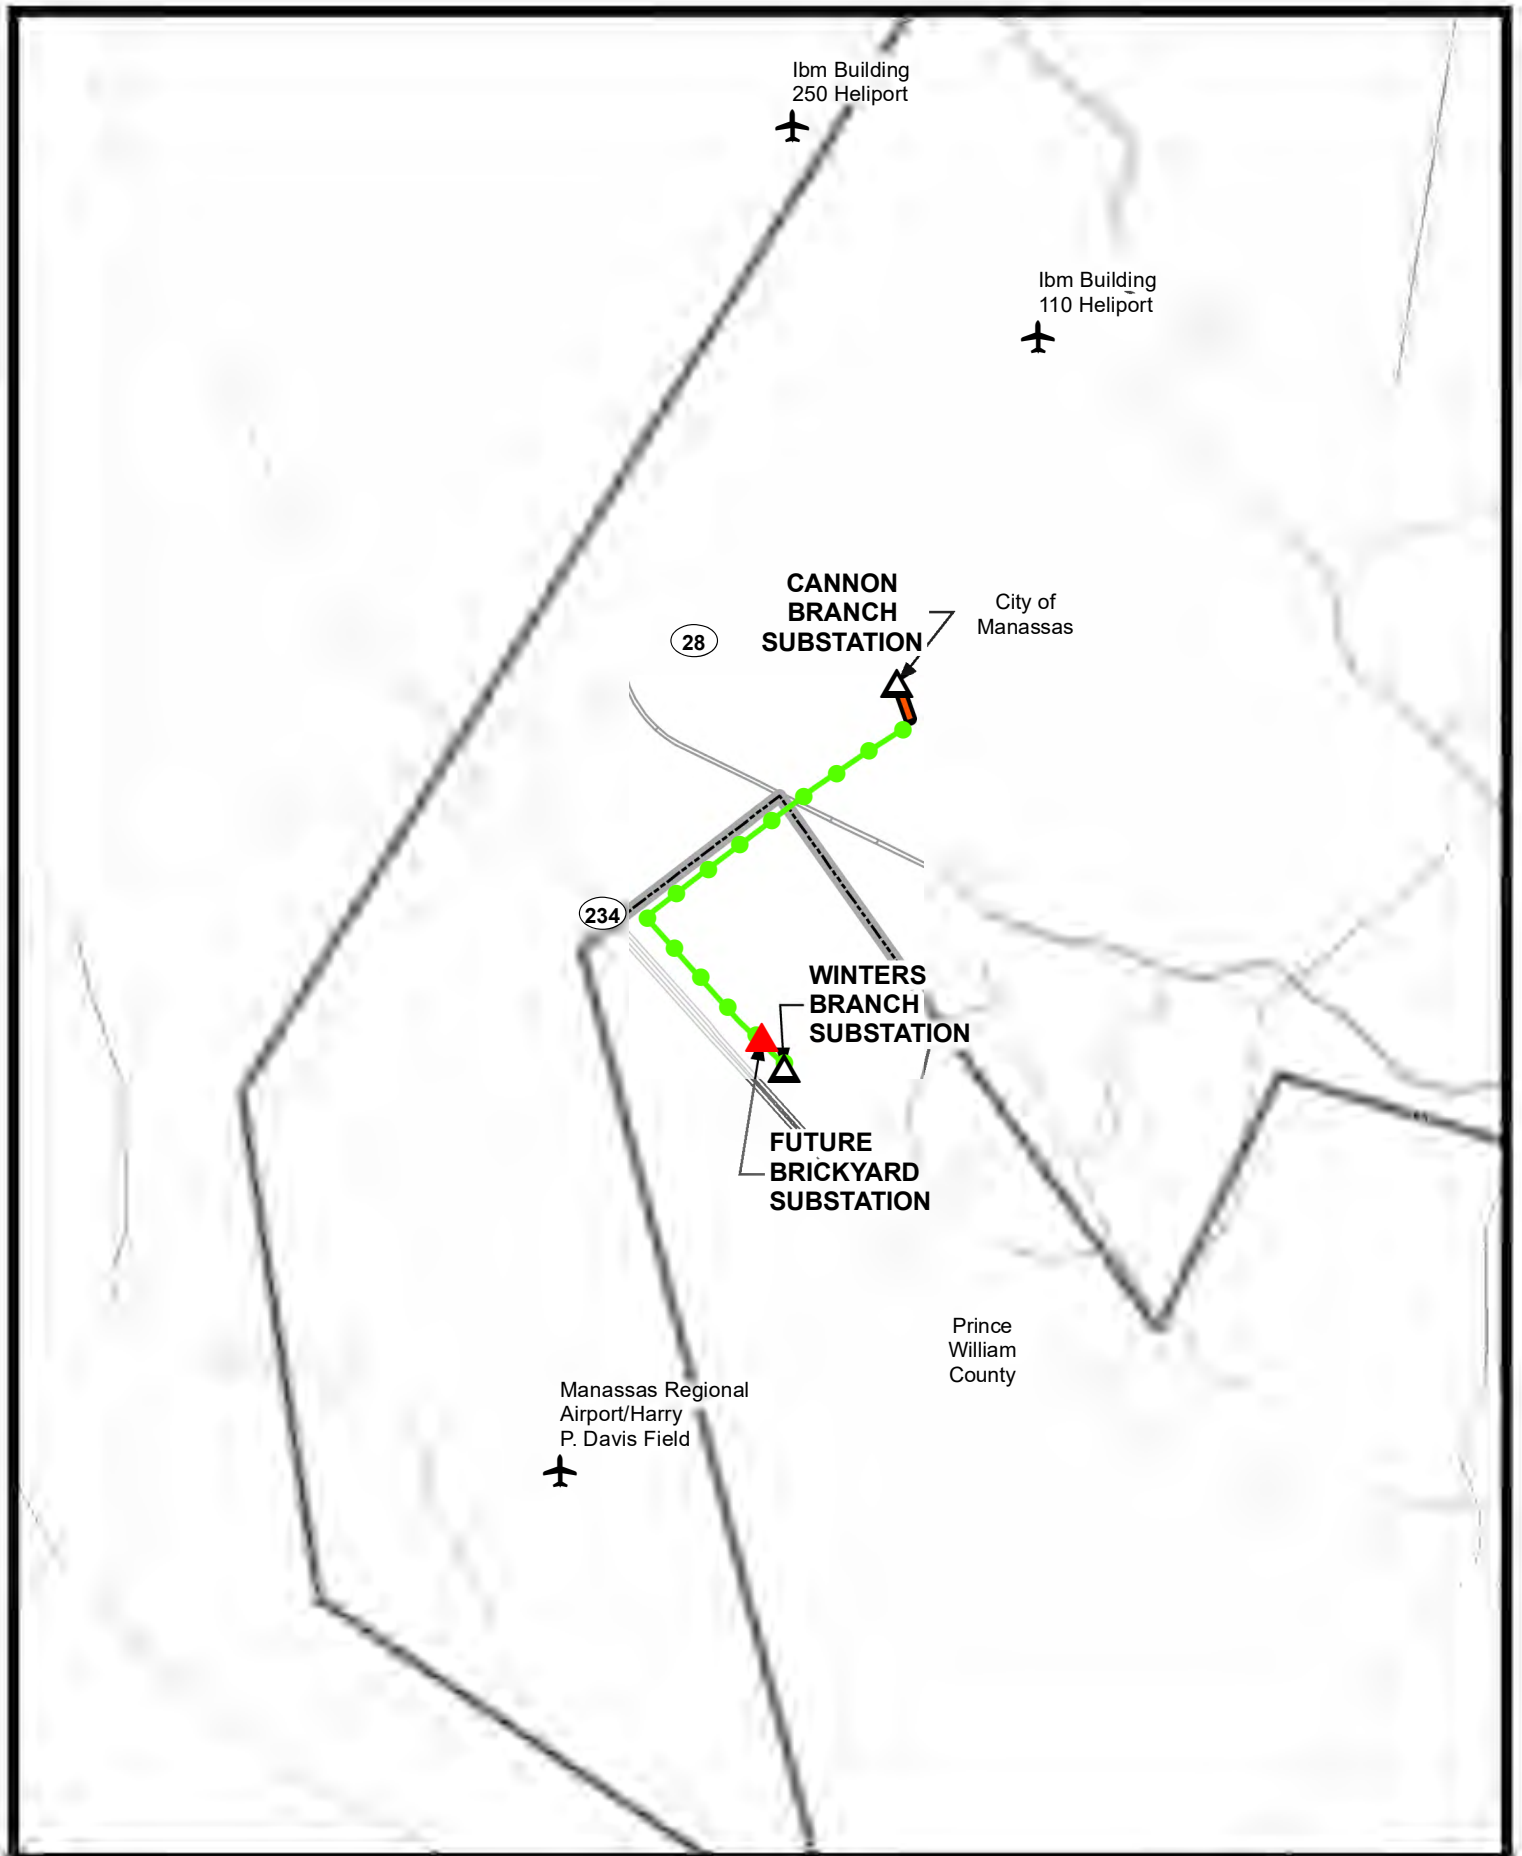 Ibm Building
250 Heliport
Ibm Building
110 Heliport
CANNON
BRANCH
SUBSTATION
City of
Manassas
28
234
WINTERS
BRANCH
SUBSTATION
FUTURE
BRICKYARD
SUBSTATION
Prince
William
County
Manassas Regional
Airport/Harry
P. Davis Field